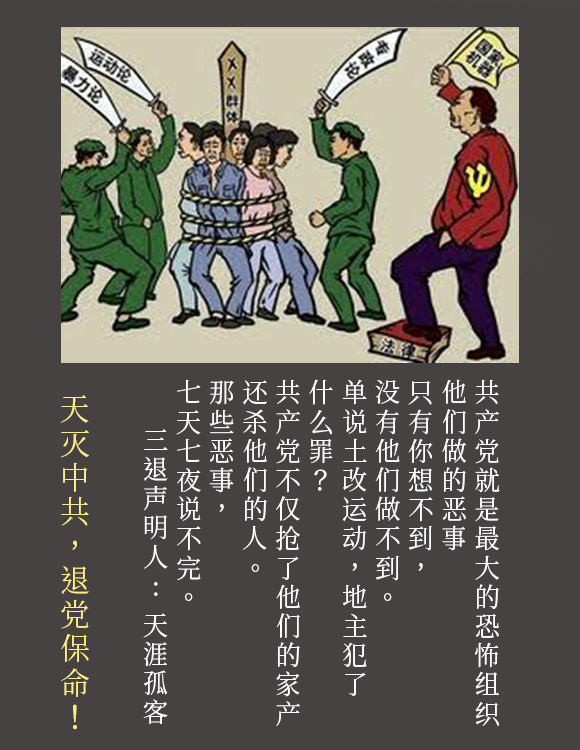 暴力论
运动论
XX群体
专政论
国家
机器
法律
共产党就是最大的恐怖组织
他们做的恶事
只有你想不到，
没有他们做不到。
单说土改运动，地主犯了
什么罪？
共产党不仅抢了他们的家产
还杀他们的人。
那些恶事，
七天七夜说不完。
三退声明人：天涯孤客
天灭中共，退党保命！